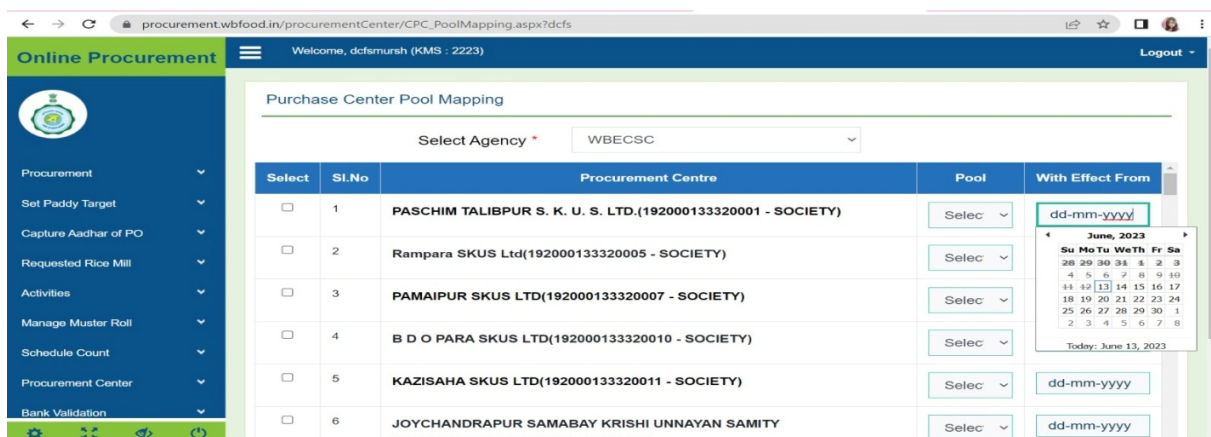 procurement.wbfood.in/procurementCenter/CPC_PoolMapping.aspx?dcfs
Online Procurement
Welcome, dcfsmursh (KMS : 2223)
Logout
Purchase Center Pool Mapping
Select Agency * WBECSC
Procurement
Set Paddy Target
Capture Aadhar of PO
Requested Rice Mill
Activities
Manage Muster Roll
Schedule Count
Procurement Center
Bank Validation
Select SI.No Procurement Centre Pool With Effect From
1 PASCHIM TALIBPUR S. K. U. S. LTD.(192000133320001 - SOCIETY) Selec dd-mm-yyyy
2 Rampara SKUS Ltd(192000133320005 - SOCIETY) Selec
3 PAMAIPUR SKUS LTD(192000133320007 - SOCIETY) Selec
4 B D O PARA SKUS LTD(192000133320010 - SOCIETY) Selec
5 KAZISAHA SKUS LTD(192000133320011 - SOCIETY) Selec dd-mm-yyyy
6 JOYCHANDRAPUR SAMABAY KRISHI UNNAYAN SAMITY Selec dd-mm-yyyy
June, 2023
Su Mo Tu We Th Fr Sa
28 29 30 31 1 2 3
4 5 6 7 8 9 10
11 12 13 14 15 16 17
18 19 20 21 22 23 24
25 26 27 28 29 30 1
2 3 4 5 6 7 8
Today: June 13, 2023